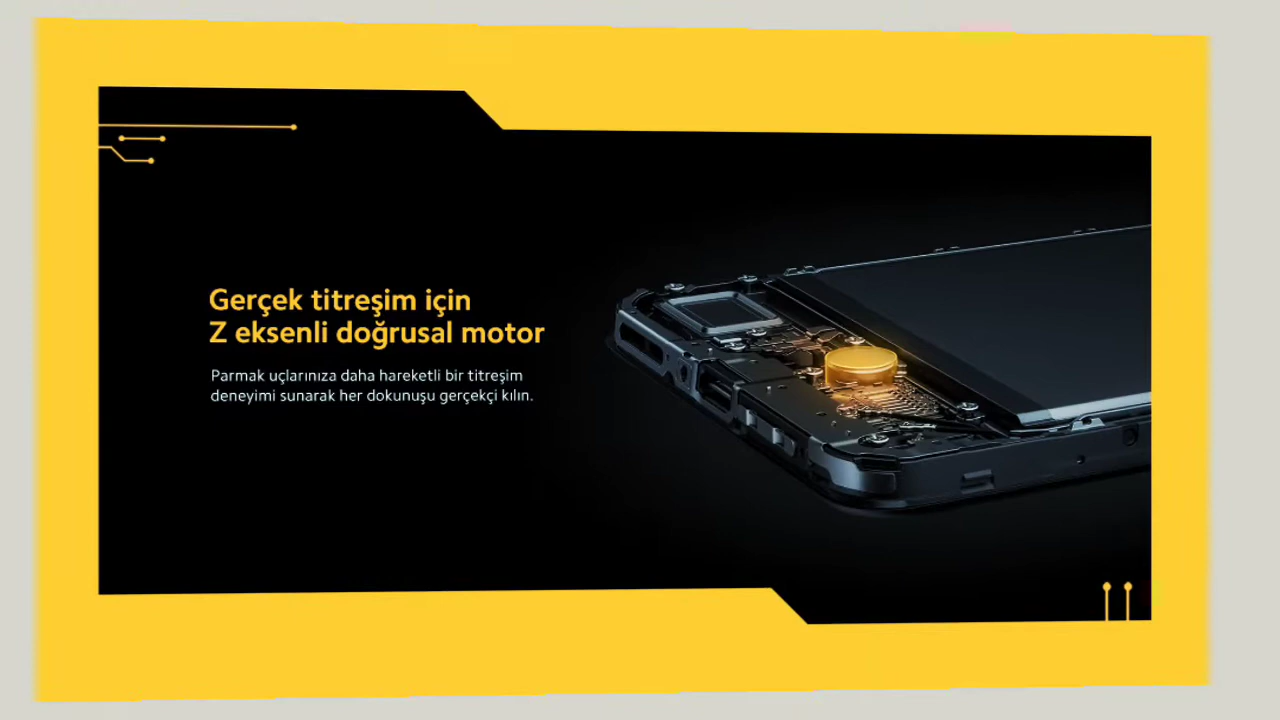 Gerçek titreşim için
Z eksenli doğrusal motor
Parmak uçlarınıza daha hareketli bir titreşim
deneyimi sunarak her dokunuşu gerçekçi kılın.